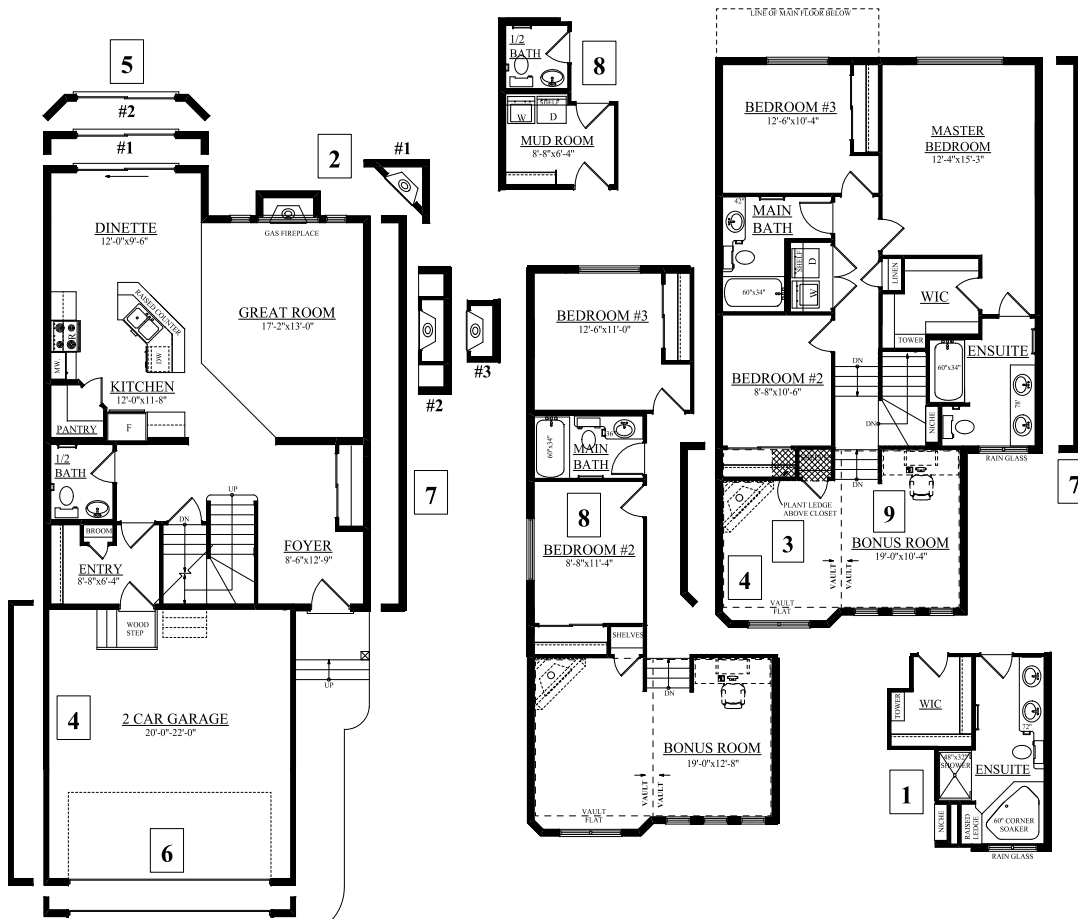 5
#2
#1
2
#1
DINETTE
12'-0"x9'-6"
GAS FIREPLACE
RAISED COUNTER
GREAT ROOM
17'-2"x13'-0"
DW
MW.
KITCHEN
12'-0"x11-8"
PANTRY
F
#3
#2
7
1/2
BATH
UP
DN
BROOM
ENTRY
8'-8"x6'-4"
FOYER
8'-6"x12'-9"
WOOD
STEP
UP
4
2 CAR GARAGE
20'-0"-22'-0"
6
1/2
BATH
8
SHELF
W
D
MUD ROOM
8'-8"x6'-4"
BEDROOM #3
12'-6"x11'-0"
60"x34"
36"
MAIN
BATH
8
BEDROOM #2
8'-8"x11'-4"
SHELVES
DN
BONUS ROOM
19'-0"x12'-8"
VAULT
VAULT
VAULT
FLAT
LINE OF MAIN FLOOR BELOW
BEDROOM #3
12'-6"x10'-4"
MASTER
BEDROOM
12'-4"x15'-3"
42"
MAIN
BATH
SHELF
D
W
60"x34"
LINEN
WIC
TOWER
ENSUITE
60"x34"
78'
BEDROOM #2
8'-8"x10'-6"
DN
DN
NICHE
RAIN GLASS
DN
PLANT LEDGE
ABOVE CLOSET
7
3
9
BONUS ROOM
19'-0"x10'-4"
4
VAULT
VAULT
VAULT
FLAT
TOWER
WIC
72"
48"x32"
SHOWER
ENSUITE
1
NICHE
RAISED
LEDGE
60" CORNER
SOAKER
RAIN GLASS